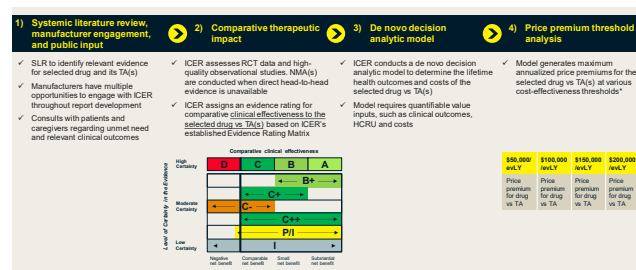 1) Systemic literature review,
manufacturer engagement,
and public input
✓ SLR to identify relevant evidence
for selected drug and its TA(s)
✓ Manufacturers have multiple
opportunities to engage with ICER
throughout report development
✓ Consults with patients and
caregivers regarding unmet need
and relevant clinical outcomes
2) Comparative therapeutic
impact
✓ ICER assesses RCT data and high-
quality observational studies. NMA(s)
are conducted when direct head-to-head
evidence is unavailable
✓ ICER assigns an evidence rating for
comparative clinical effectiveness to the
selected drug vs TA(s) based on ICER's
established Evidence Rating Matrix
Comparative clinical effectiveness
Level of Certainty in the Evidence
High
Certainty
D C B A
B+
C+
Moderate
Certainty
C-
C++
P/I
Low
Certainty
I
Negative
net benefit
Comparable
net benefit
Small
net benefit
Substantial
net benefit
3) De novo decision
analytic model
✓ ICER conducts a de novo decision
analytic model to determine the lifetime
health outcomes and costs of the
selected drug vs TA(s)
✓ Model requires quantifiable value
inputs, such as clinical outcomes,
HCRU and costs
4) Price premium threshold
analysis
✓ Model generates maximum
annualized price premiums for the
selected drug vs TA(s) at various
cost-effectiveness thresholds*
$50,000/
evLY
$100,000
/evLY
$150,000
/evLY
$200,000
/evLY
Price
premium
for drug
vs TA
Price
premium
for drug
vs TA
Price
premium
for drug
vs TA
Price
premium
for drug
vs TA